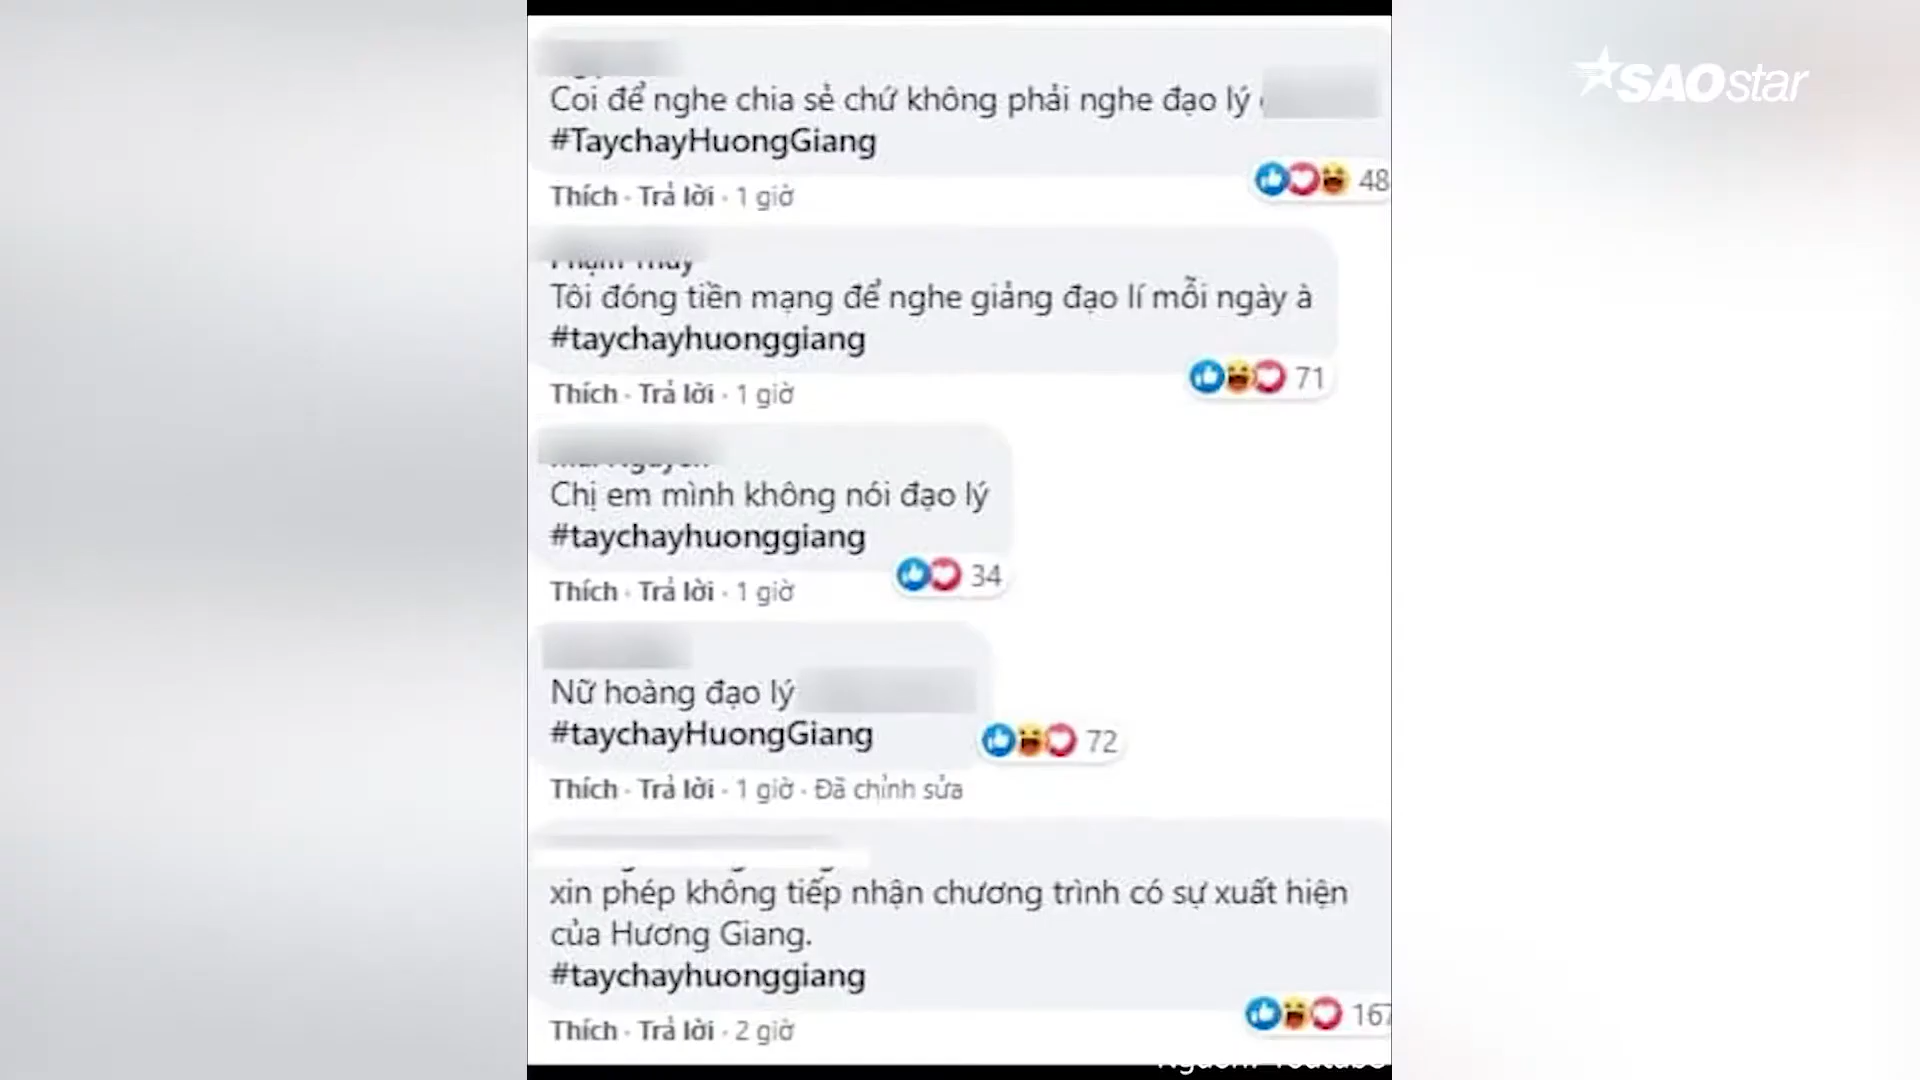 SAOstar
Coi để nghe chia sẻ chứ không phải nghe đạo lý
#TaychayHuongGiang
48
Thích · Trả lời · 1 giờ
Tôi đóng tiền mạng để nghe giảng đạo lí mỗi ngày à
#taychayhuonggiang
71
Thích · Trả lời · 1 giờ
Chị em mình không nói đạo lý
#taychayhuonggiang
34
Thích · Trả lời · 1 giờ
Nữ hoàng đạo lý
#taychayHuongGiang
72
Thích · Trả lời · 1 giờ · Đã chỉnh sửa
xin phép không tiếp nhận chương trình có sự xuất hiện
của Hương Giang.
#taychayhuonggiang
167
Thích · Trả lời · 2 giờ